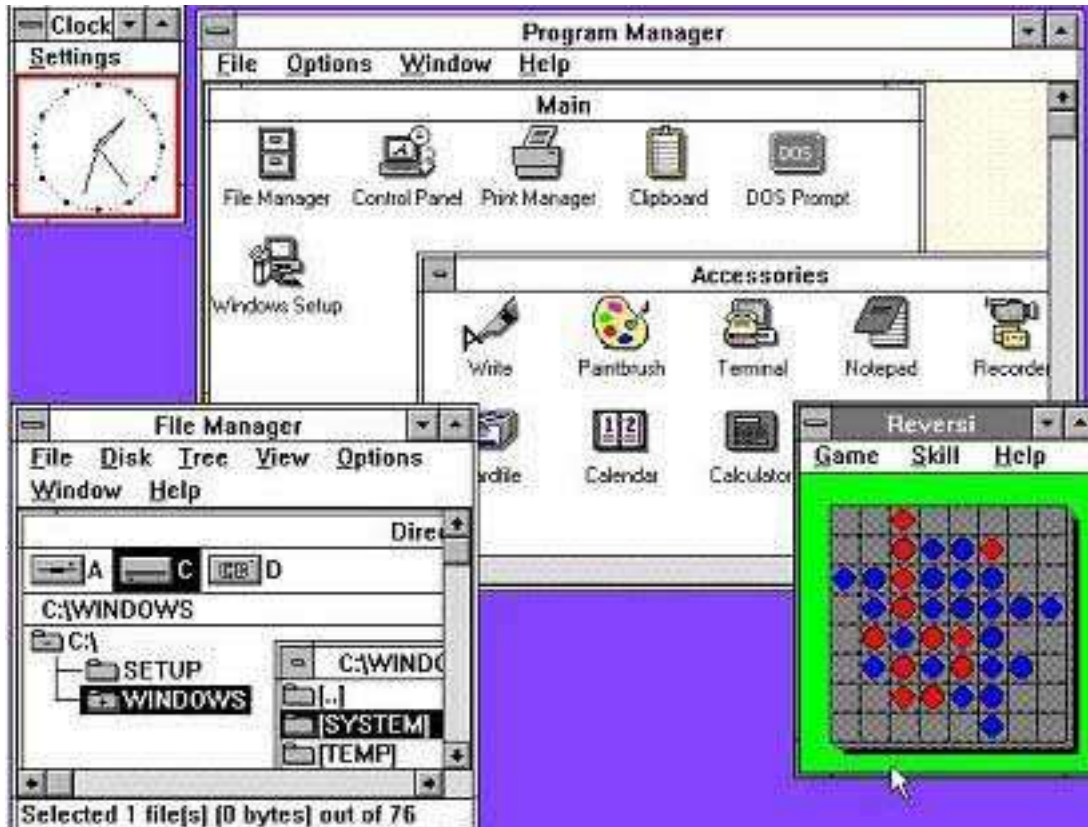 Clock
Settings
Program Manager
File Options Window Help
Main
File Manager Control Panel Print Manager Clipboard DOS Prompt
DOS
Windows Setup
Accessories
Write Paintbrush Terminal Notepad Recorder
ardfile Calendar Calculator
12
File Manager
File Disk Tree View Options
Window Help
Direc
A C D
C:\WINDOWS
C:\
SETUP
WINDOWS
C:\WINDO
[..]
[SYSTEM]
[TEMP]
Selected 1 file(s) (0 bytes) out of 76
Reversi
Game Skill Help